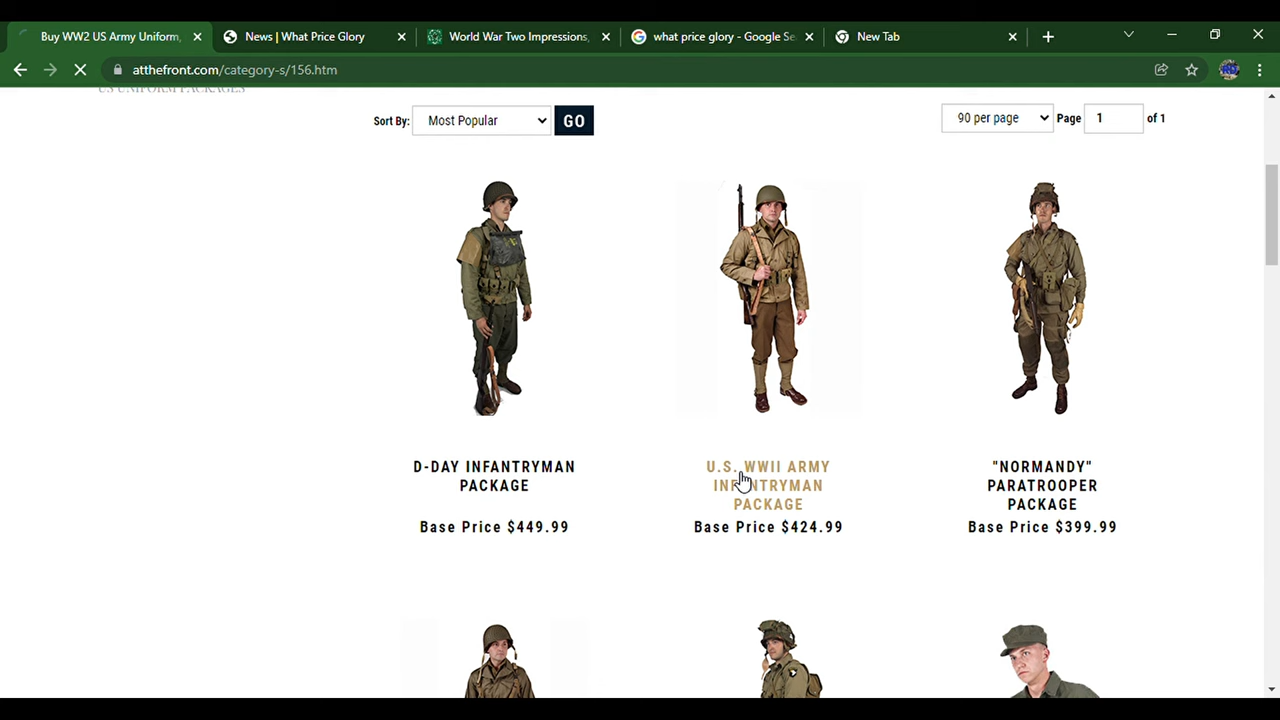 Buy WW2 US Army Uniform,
News | What Price Glory
World War Two Impressions,
what price glory - Google Se
New Tab
atthefront.com/category-s/156.htm
US UNIFORM PACKAGES
Sort By: Most Popular GO
90 per page Page 1 of 1
D-DAY INFANTRYMAN
PACKAGE
Base Price $449.99
U.S. WWII ARMY
INFANTRYMAN
PACKAGE
Base Price $424.99
"NORMANDY"
PARATROOPER
PACKAGE
Base Price $399.99